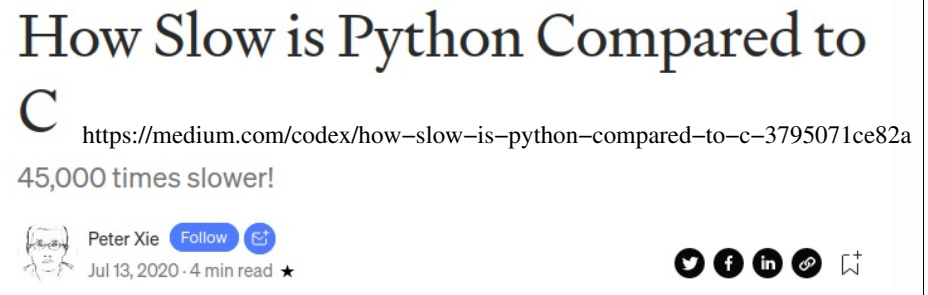 How Slow is Python Compared to
C
https://medium.com/codex/how−slow−is−python−compared−to−c−3795071ce82a
45,000 times slower!
Peter Xie Follow
Jul 13, 2020 · 4 min read ★